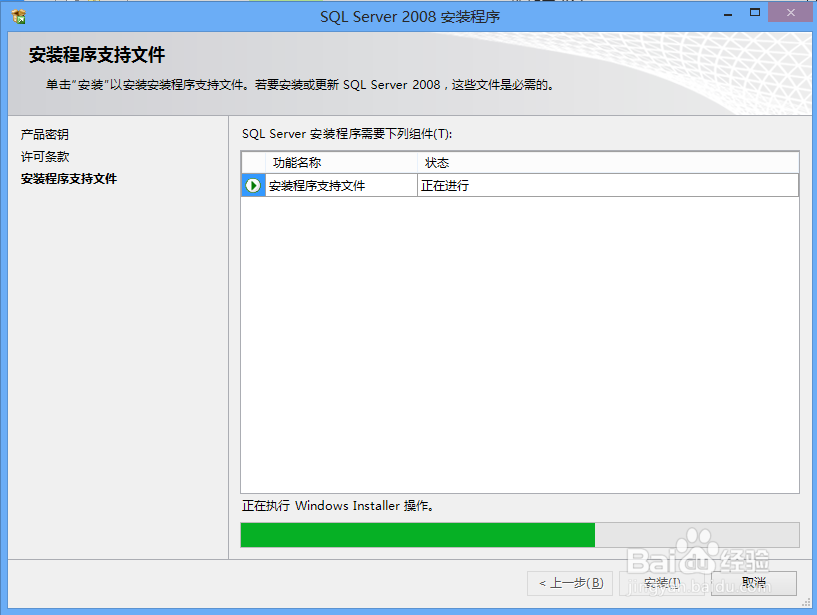 SQL Server 2008 安装程序
安装程序支持文件
单击"安装"以安装安装程序支持文件。若要安装或更新 SQL Server 2008，这些文件是必需的。
产品密钥
许可条款
安装程序支持文件
SQL Server 安装程序需要下列组件(T):
功能名称 状态
安装程序支持文件 正在进行
正在执行 Windows Installer 操作。
< 上一步(B) 安装(I) 取消
Baidu 经验
jingyan.baidu.com